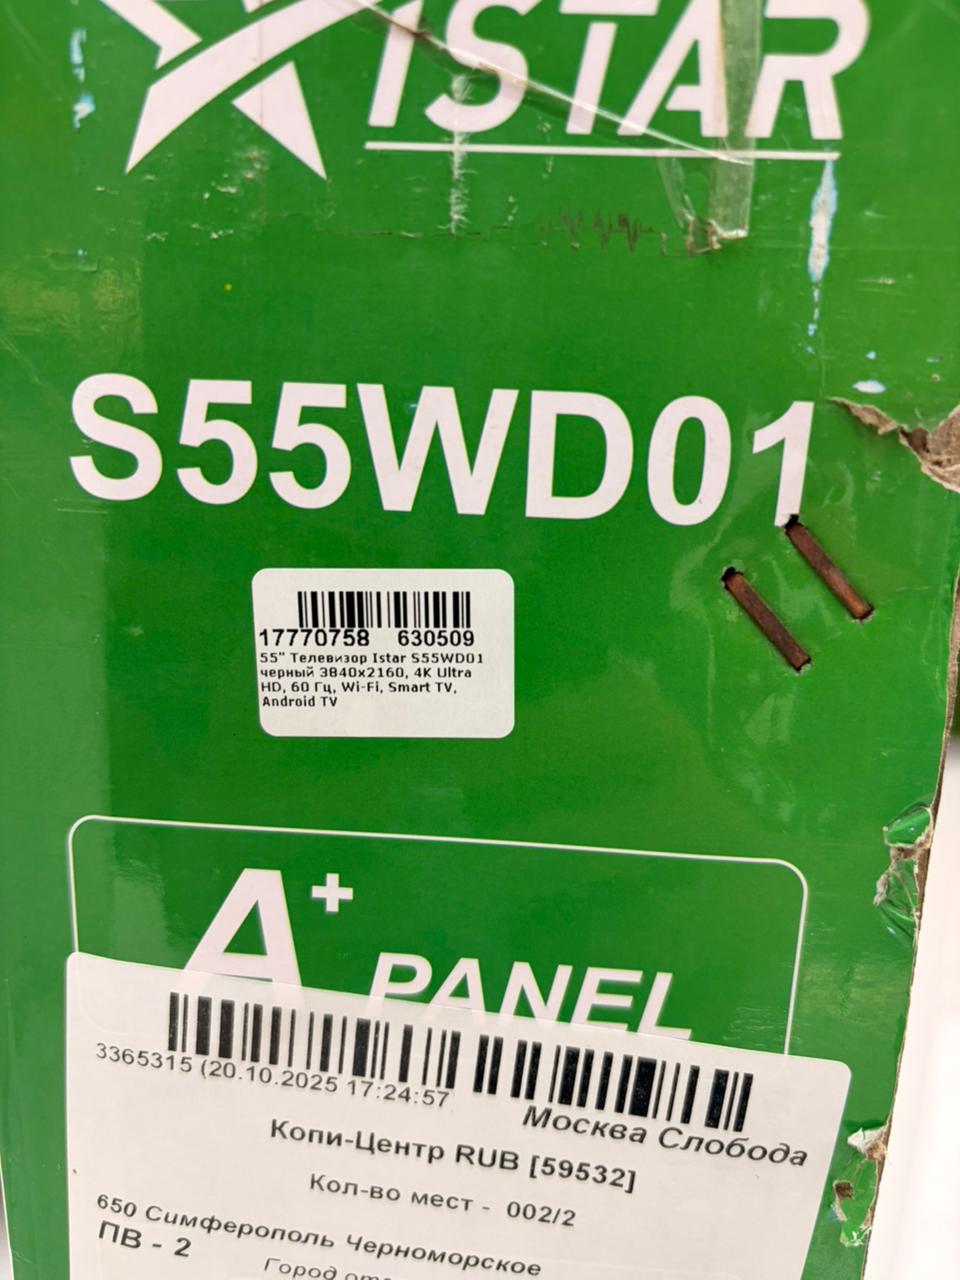 ISTAR
S55WD01
17770758 630509
55" Телевизор Istar S55WD01
черный 3840x2160, 4K Ultra
HD, 60 Гц, Wi-Fi, Smart TV,
Android TV
A+ PANEL
3365315 (20.10.2025 17:24:57
Москва Слобода
Копи-Центр RUB [59532]
Кол-во мест - 002/2
650 Симферополь Черноморское
ПВ - 2
Город